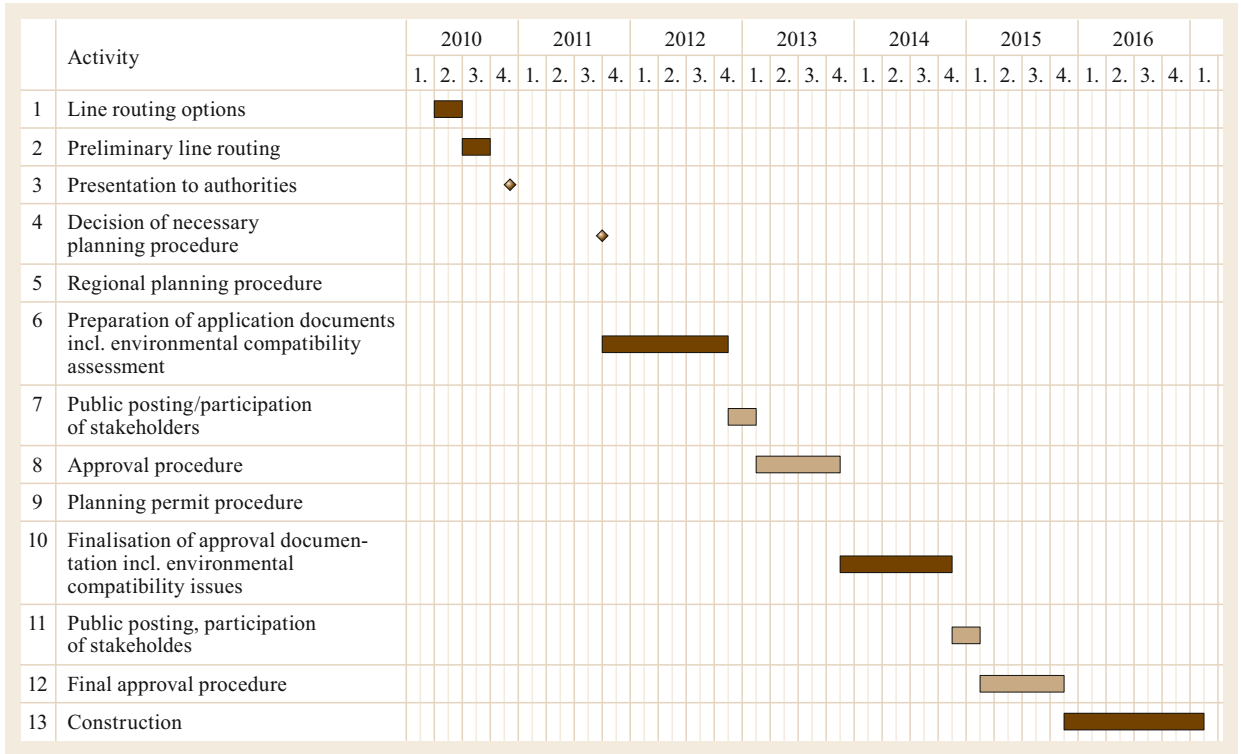 Activity
2010 2011 2012 2013 2014 2015 2016
1. 2. 3. 4. 1. 2. 3. 4. 1. 2. 3. 4. 1. 2. 3. 4. 1. 2. 3. 4. 1. 2. 3. 4. 1. 2. 3. 4. 1.
1 Line routing options
2 Preliminary line routing
3 Presentation to authorities
4 Decision of necessary
planning procedure
5 Regional planning procedure
6 Preparation of application documents
incl. environmental compatibility
assessment
7 Public posting/participation
of stakeholders
8 Approval procedure
9 Planning permit procedure
10 Finalisation of approval documen-
tation incl. environmental
compatibility issues
11 Public posting, participation
of stakeholdes
12 Final approval procedure
13 Construction